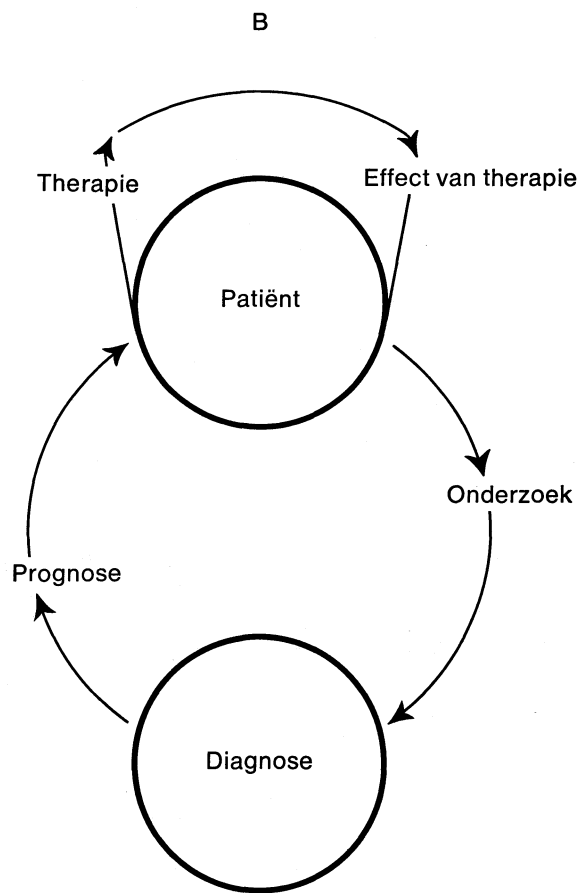 B
Therapie
Effect van therapie
Patiënt
Onderzoek
Prognose
Diagnose